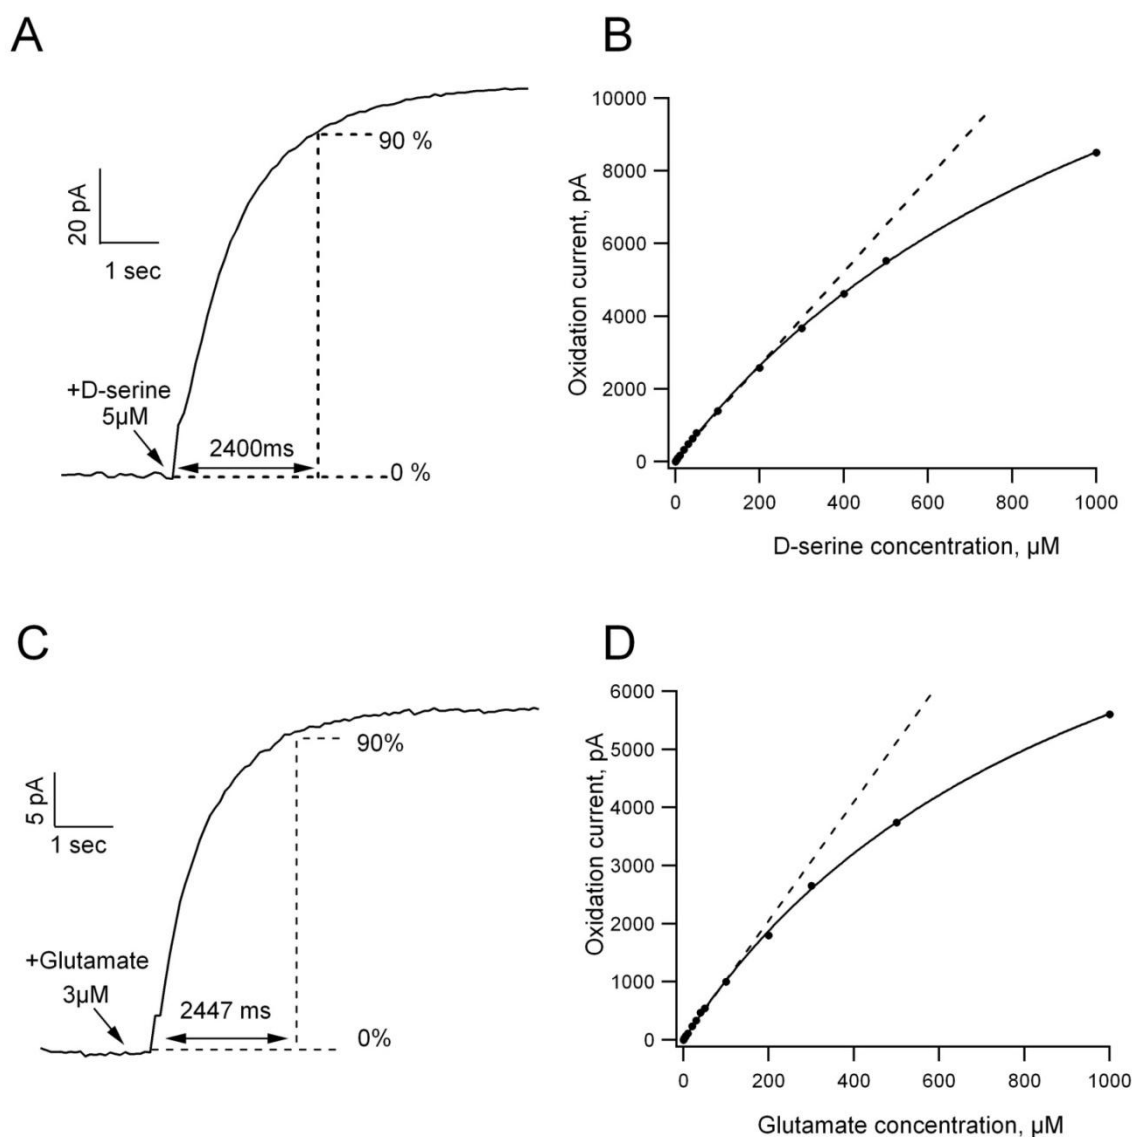 A
90 %
20 pA
1 sec
+D-serine
5µM
2400ms
0 %
B
Oxidation current, pA
10000
8000
6000
4000
2000
0
0
200
400
600
800
1000
D-serine concentration, µM
C
90%
5 pA
1 sec
+Glutamate
3µM
2447 ms
0%
D
Oxidation current, pA
6000
5000
4000
3000
2000
1000
0
0
200
400
600
800
1000
Glutamate concentration, µM